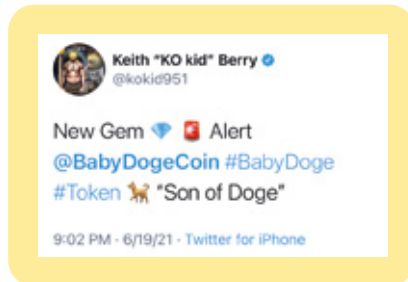 Keith "KO kid" Berry
@kokid951
New Gem 💎 🚨 Alert
@BabyDogeCoin #BabyDoge
#Token 🐕 "Son of Doge"
9:02 PM · 6/19/21 · Twitter for iPhone